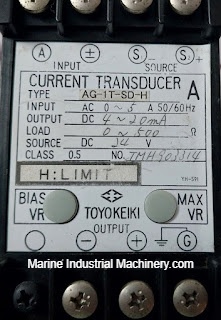 A ± S S₂
INPUT SOURCE
CURRENT TRANSDUCER A
TYPE AG-1T-SD-H
INPUT AC 0~5 A 50/60Hz
OUTPUT DC 4~20mA
LOAD 0~500 Ω
SOURCE DC 24 V
CLASS 0.5 NO.
H:LIMIT
BIAS VR MAX VR
TOYOKEIKI
OUTPUT
+ - G
Marine Industrial Machinery.com